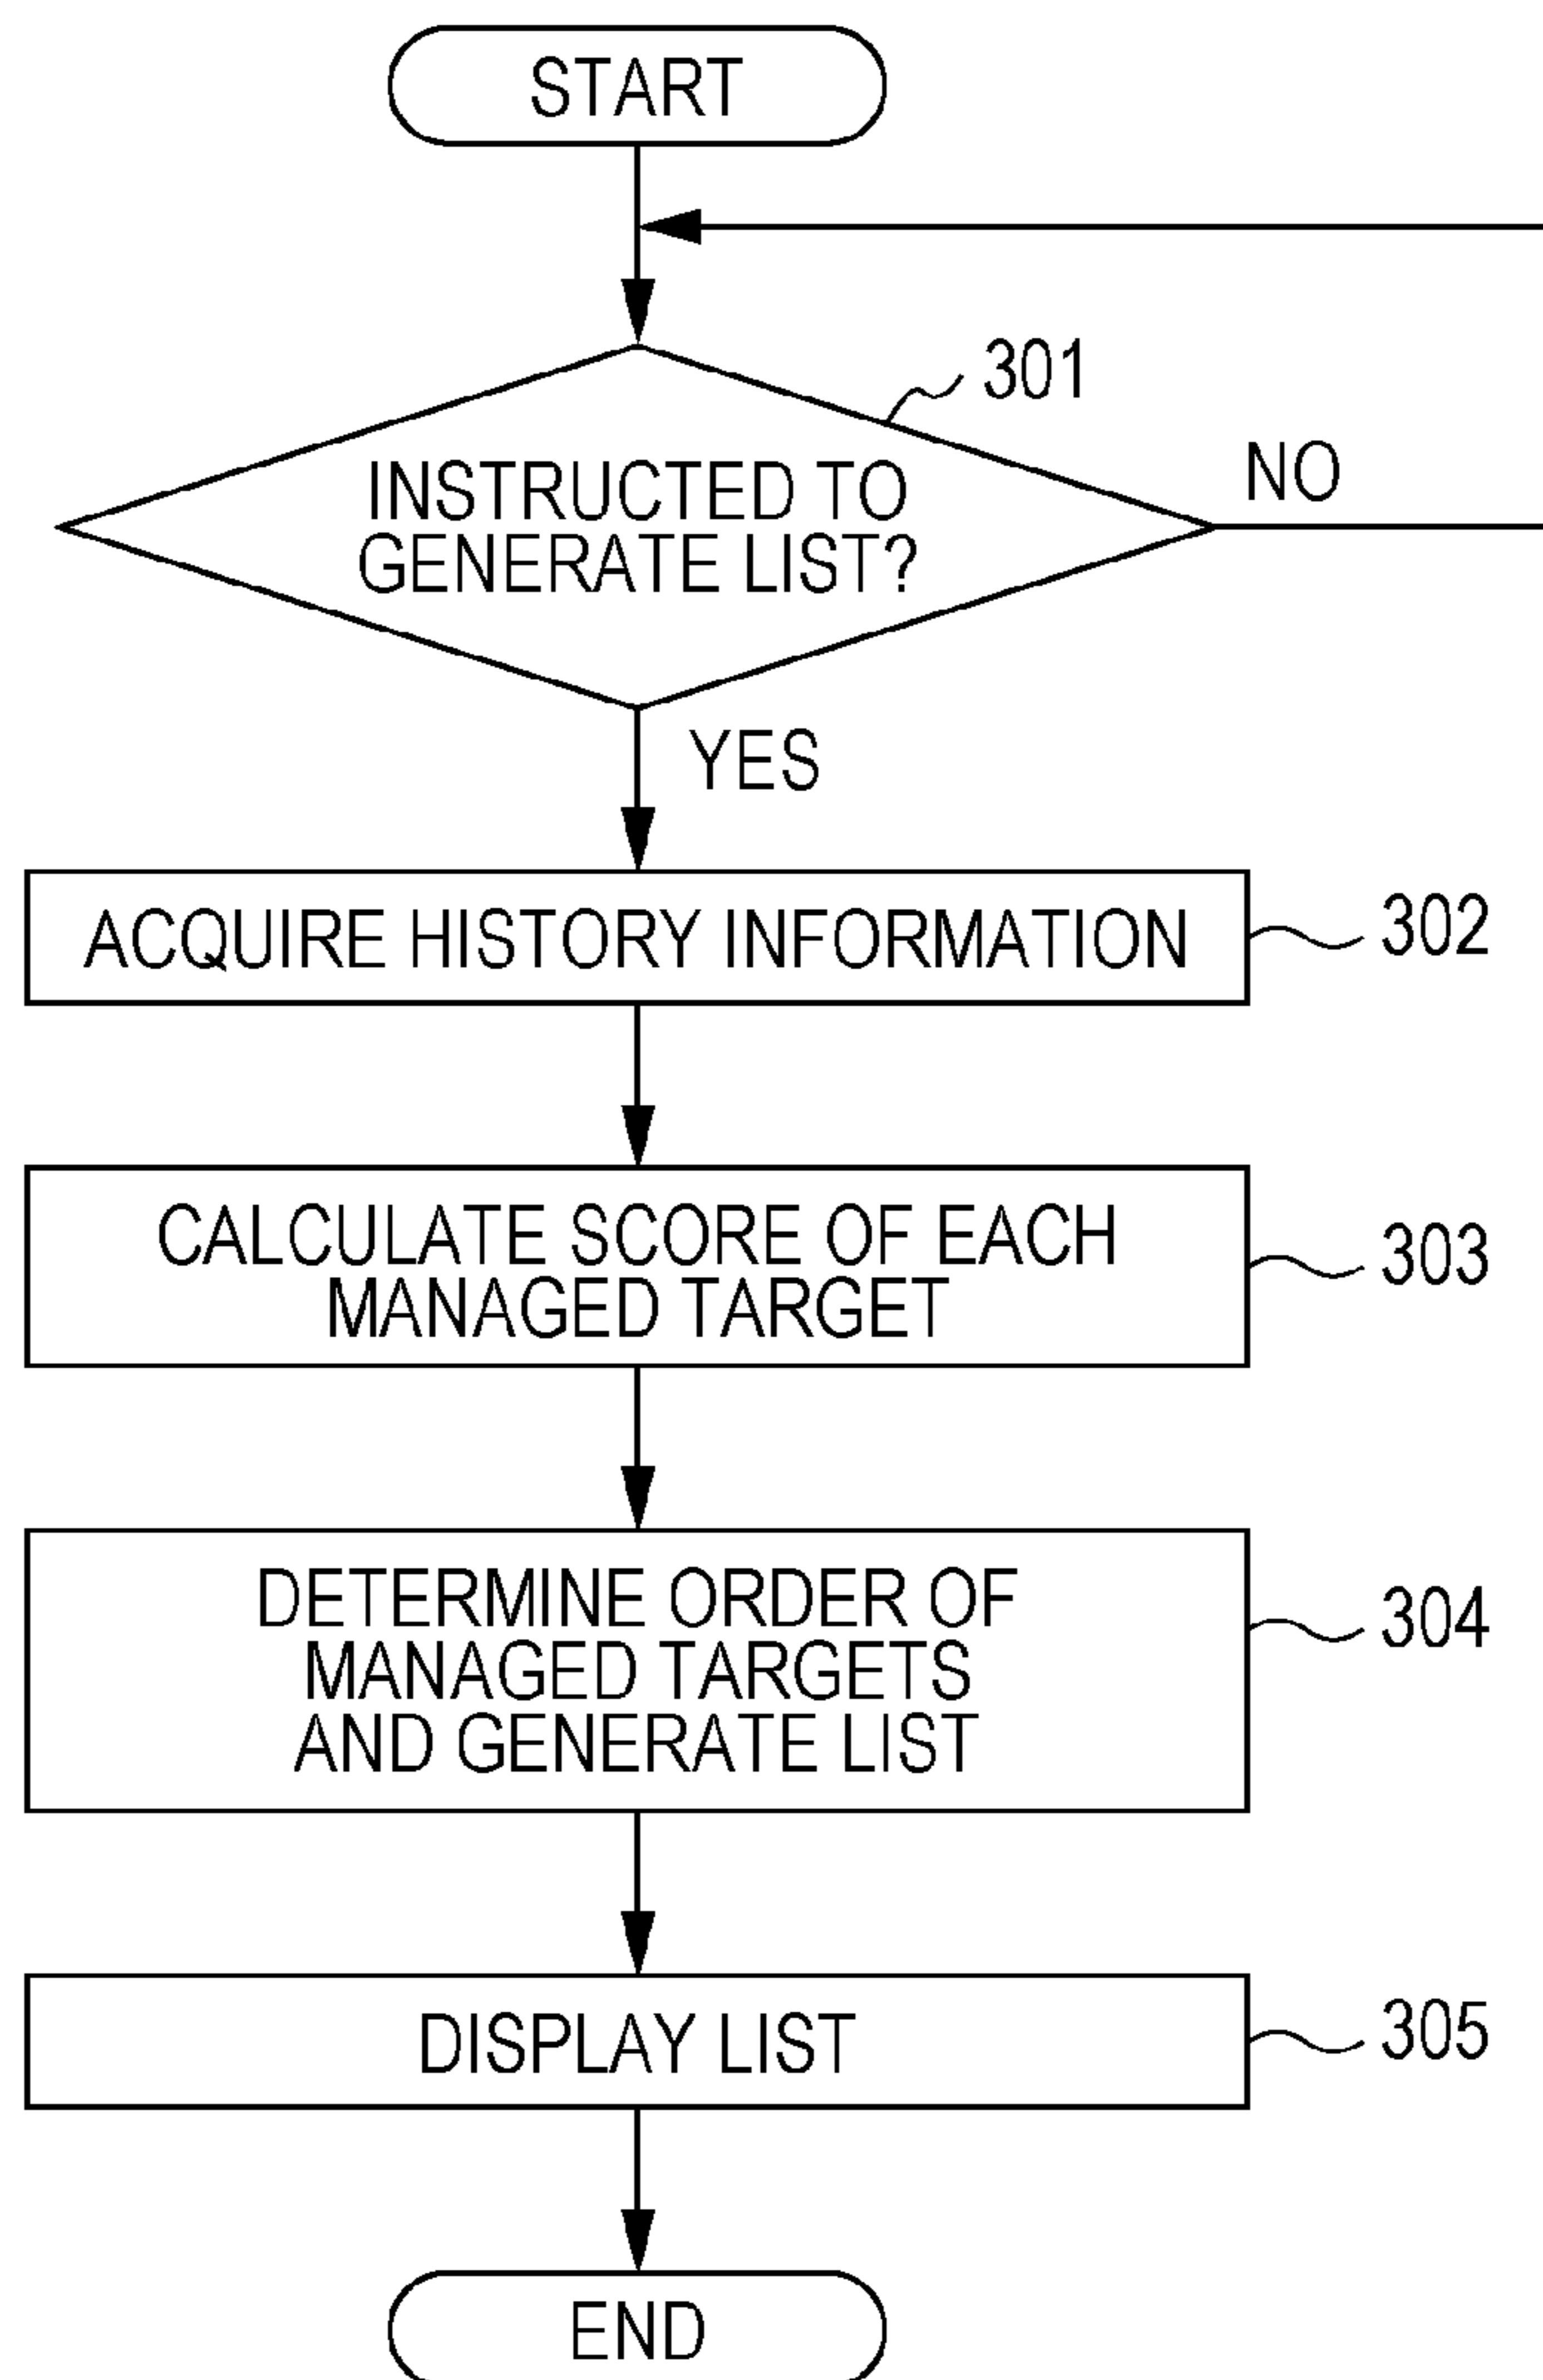 START
301
INSTRUCTED TO
GENERATE LIST?
NO
YES
ACQUIRE HISTORY INFORMATION
302
CALCULATE SCORE OF EACH
MANAGED TARGET
303
DETERMINE ORDER OF
MANAGED TARGETS
AND GENERATE LIST
304
DISPLAY LIST
305
END